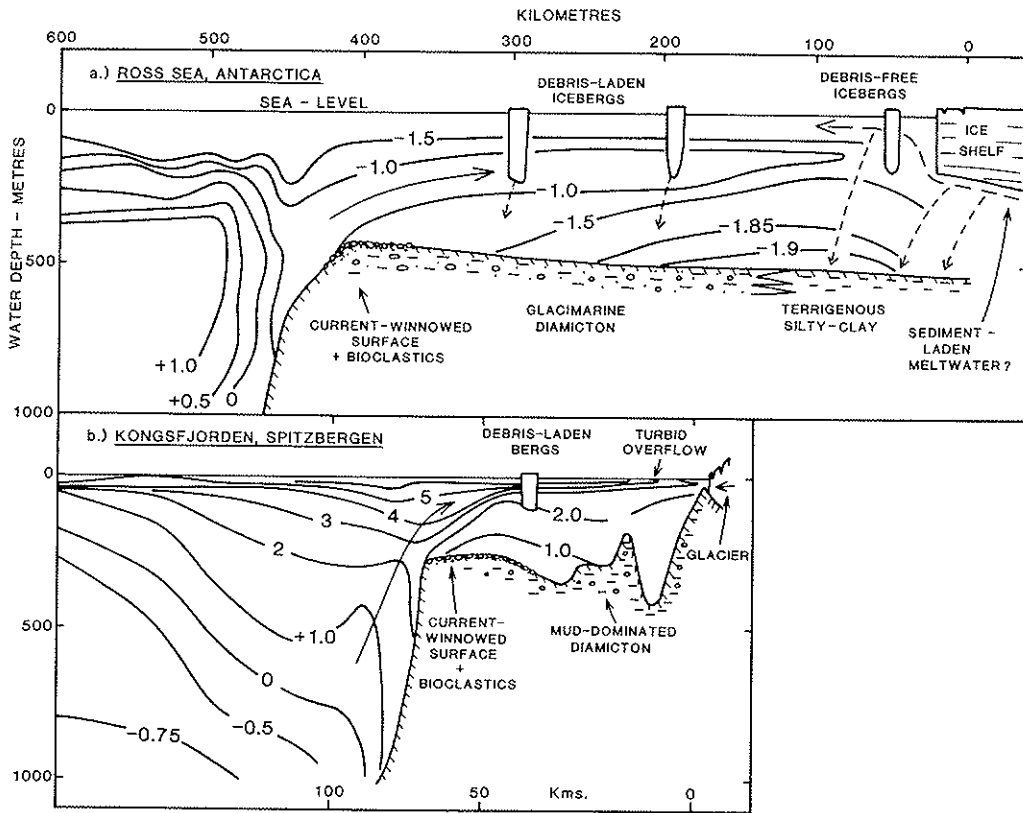 KILOMETRES
600 500 400 300 200 100 0
a.) ROSS SEA, ANTARCTICA
DEBRIS-LADEN
ICEBERGS
DEBRIS-FREE
ICEBERGS
SEA - LEVEL
0
ICE
SHELF
-1.5
-1.0
-1.0
-1.5
-1.85
-1.9
500
WATER DEPTH - METRES
CURRENT-WINNOWED
SURFACE
+ BIOCLASTICS
GLACIMARINE
DIAMICTON
TERRIGENOUS
SILTY-CLAY
SEDIMENT -
LADEN
MELTWATER?
+1.0
+0.5
0
1000
b.) KONGSFJORDEN, SPITZBERGEN
DEBRIS-LADEN
BERGS
TURBID
OVERFLOW
0
5
4
3
2
2.0
1.0
GLACIER
500
+1.0
0
-0.5
-0.75
CURRENT-
WINNOWED
SURFACE
+
BIOCLASTICS
MUD-DOMINATED
DIAMICTON
1000
100 50 Kms. 0